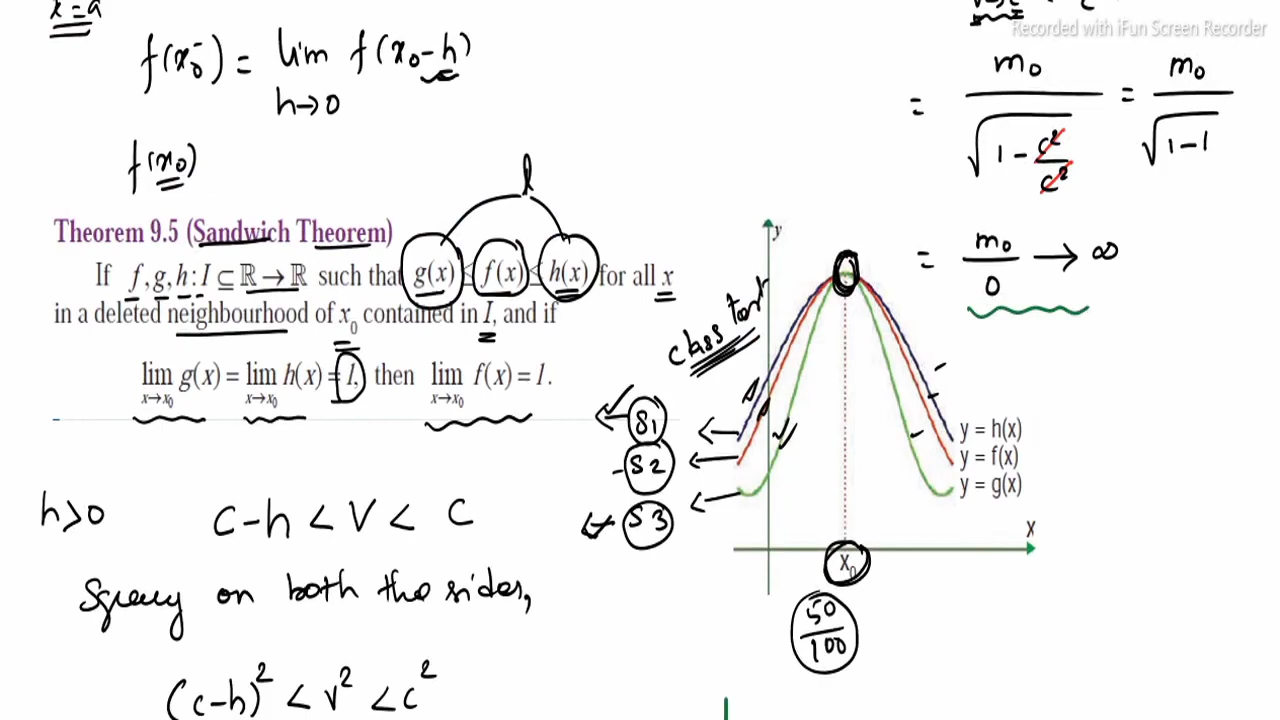 x = a
Recorded with iFun Screen Recorder
f(x₀⁻) = lim f(x₀-h)
h→0
f(x₀)
= m₀ / √(1 - c²/c²) = m₀ / √(1-1)
= m₀/0 → ∞
l
Theorem 9.5 (Sandwich Theorem)
If f, g, h : I ⊆ ℝ → ℝ such that g(x) ≤ f(x) ≤ h(x) for all x
in a deleted neighbourhood of x₀ contained in I, and if
lim g(x) = lim h(x) = l, then lim f(x) = l.
x→x₀ x→x₀ x→x₀
y
class test
S1
S2
S3
y = h(x)
y = f(x)
y = g(x)
x
x₀
50/100
h>0 C-h < V < C
Squaring on both the sides,
(c-h)² < v² < c²